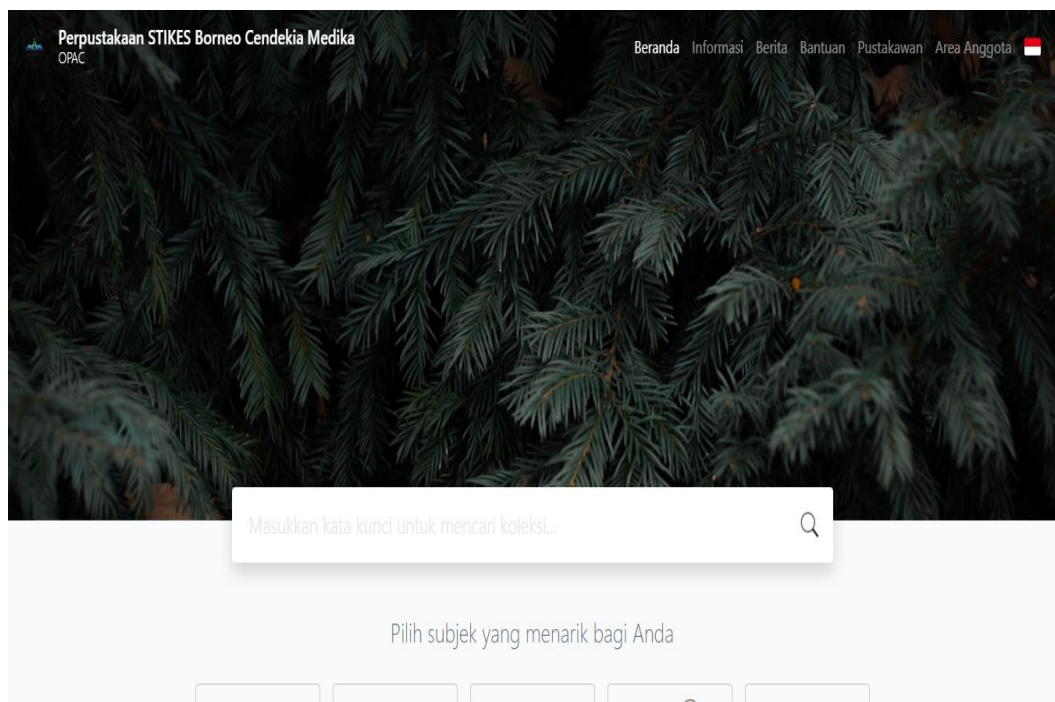 Perpustakaan STIKES Borneo Cendekia Medika
OPAC
Beranda Informasi Berita Bantuan Pustakawan Area Anggota
Masukkan kata kunci untuk mencari koleksi...
Pilih subjek yang menarik bagi Anda